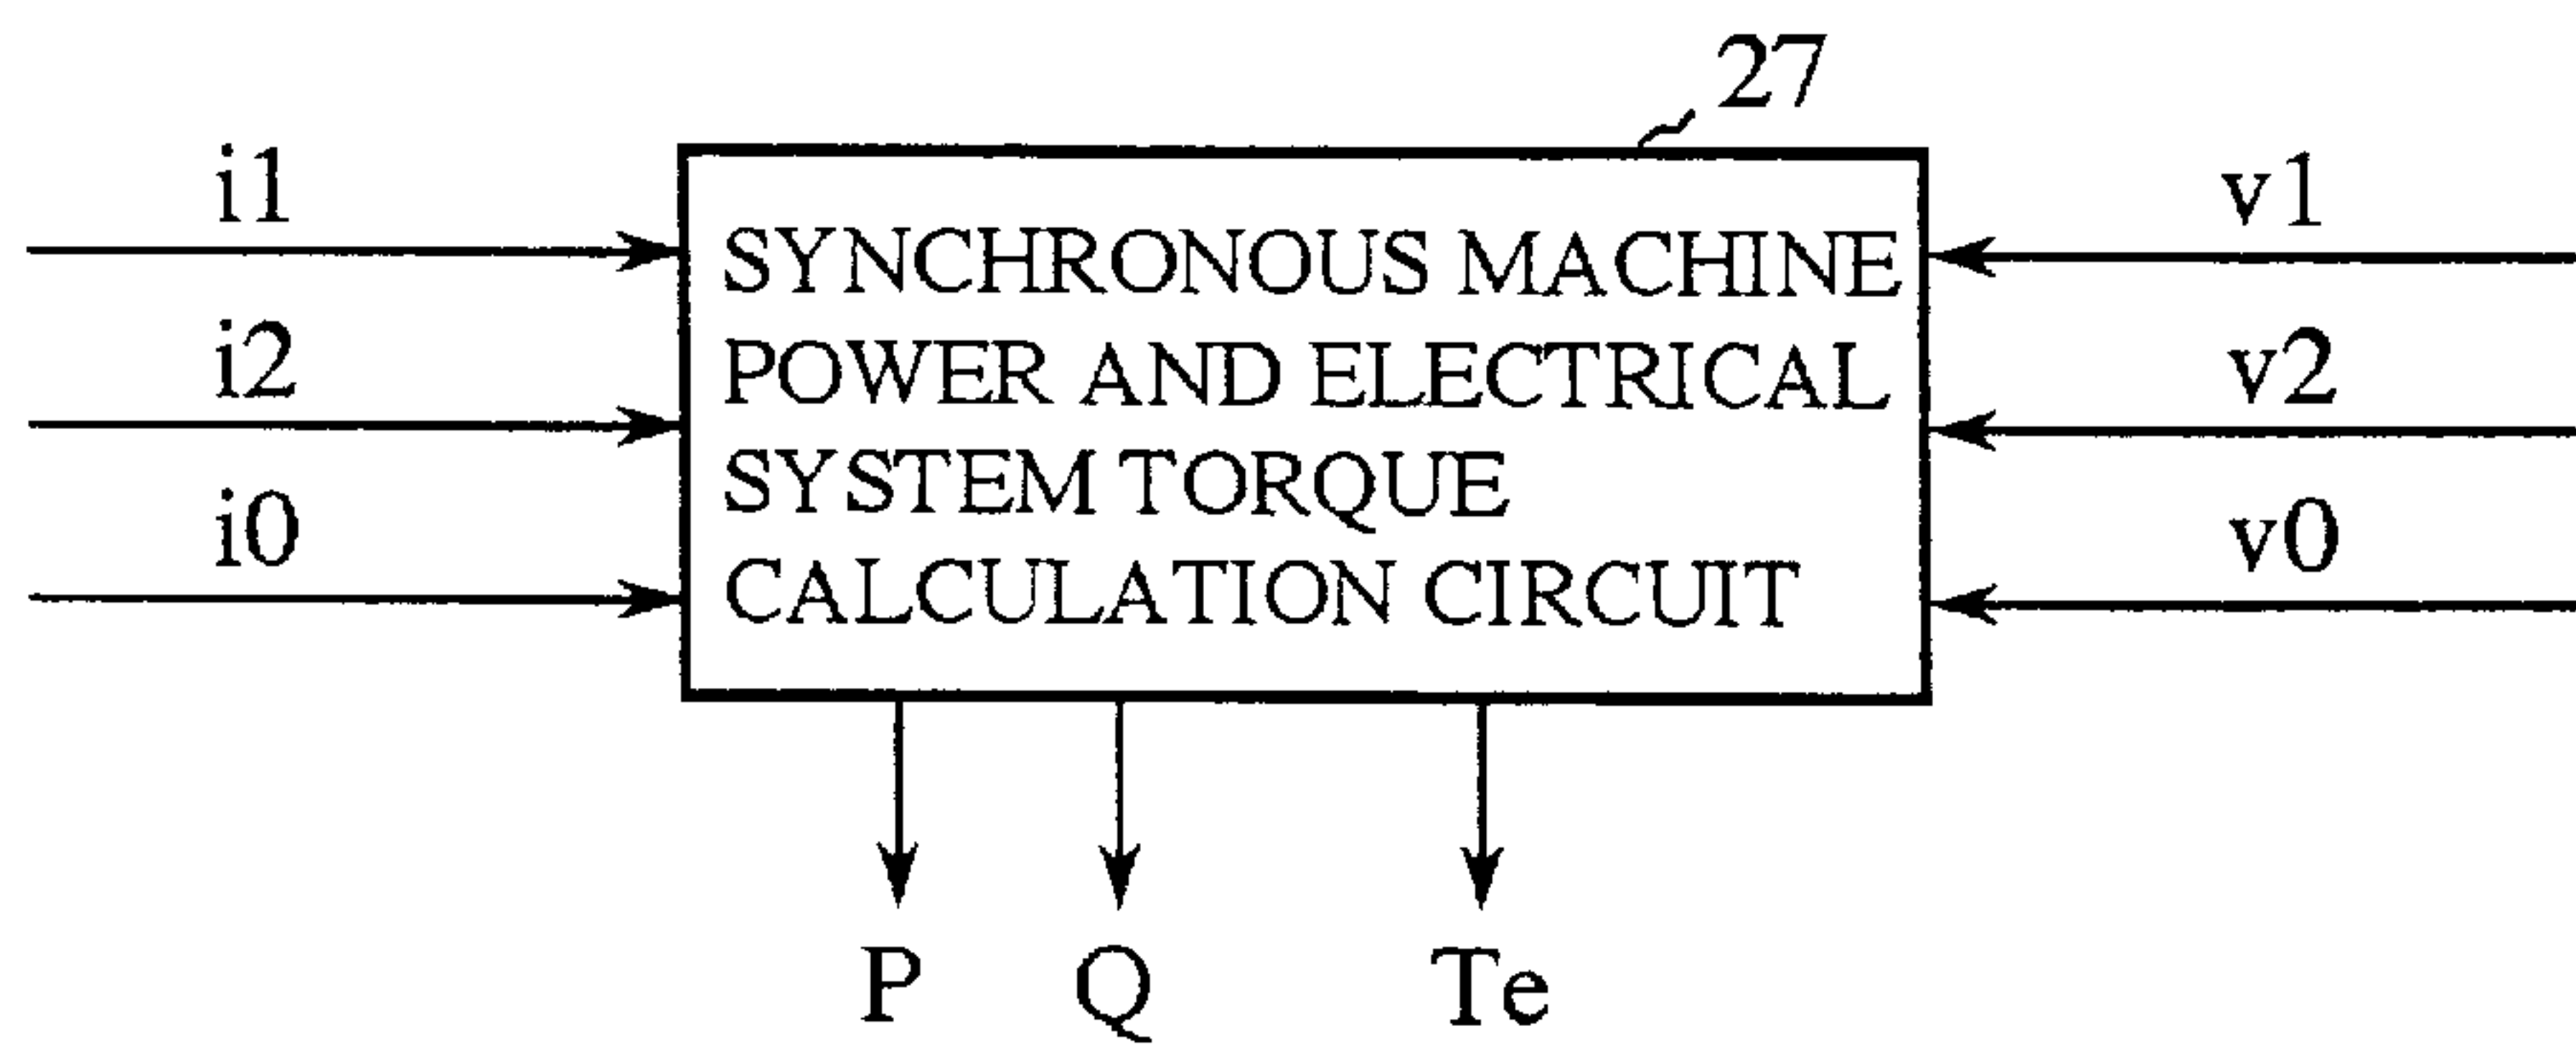 27
i1
v1
i2
v2
i0
v0
SYNCHRONOUS MACHINE
POWER AND ELECTRICAL
SYSTEM TORQUE
CALCULATION CIRCUIT
P
Q
Te